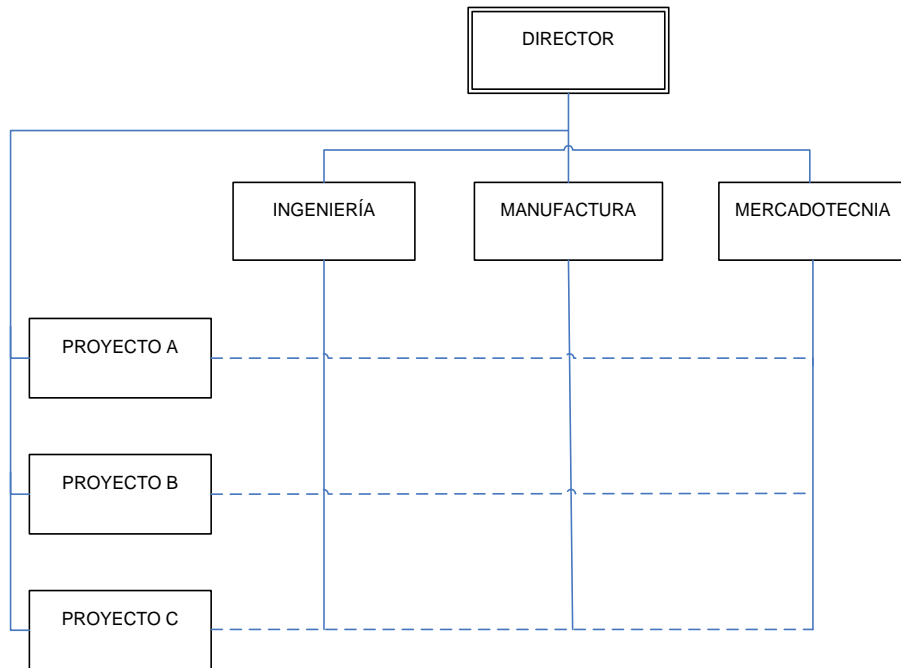 DIRECTOR
INGENIERÍA
MANUFACTURA
MERCADOTECNIA
PROYECTO A
PROYECTO B
PROYECTO C